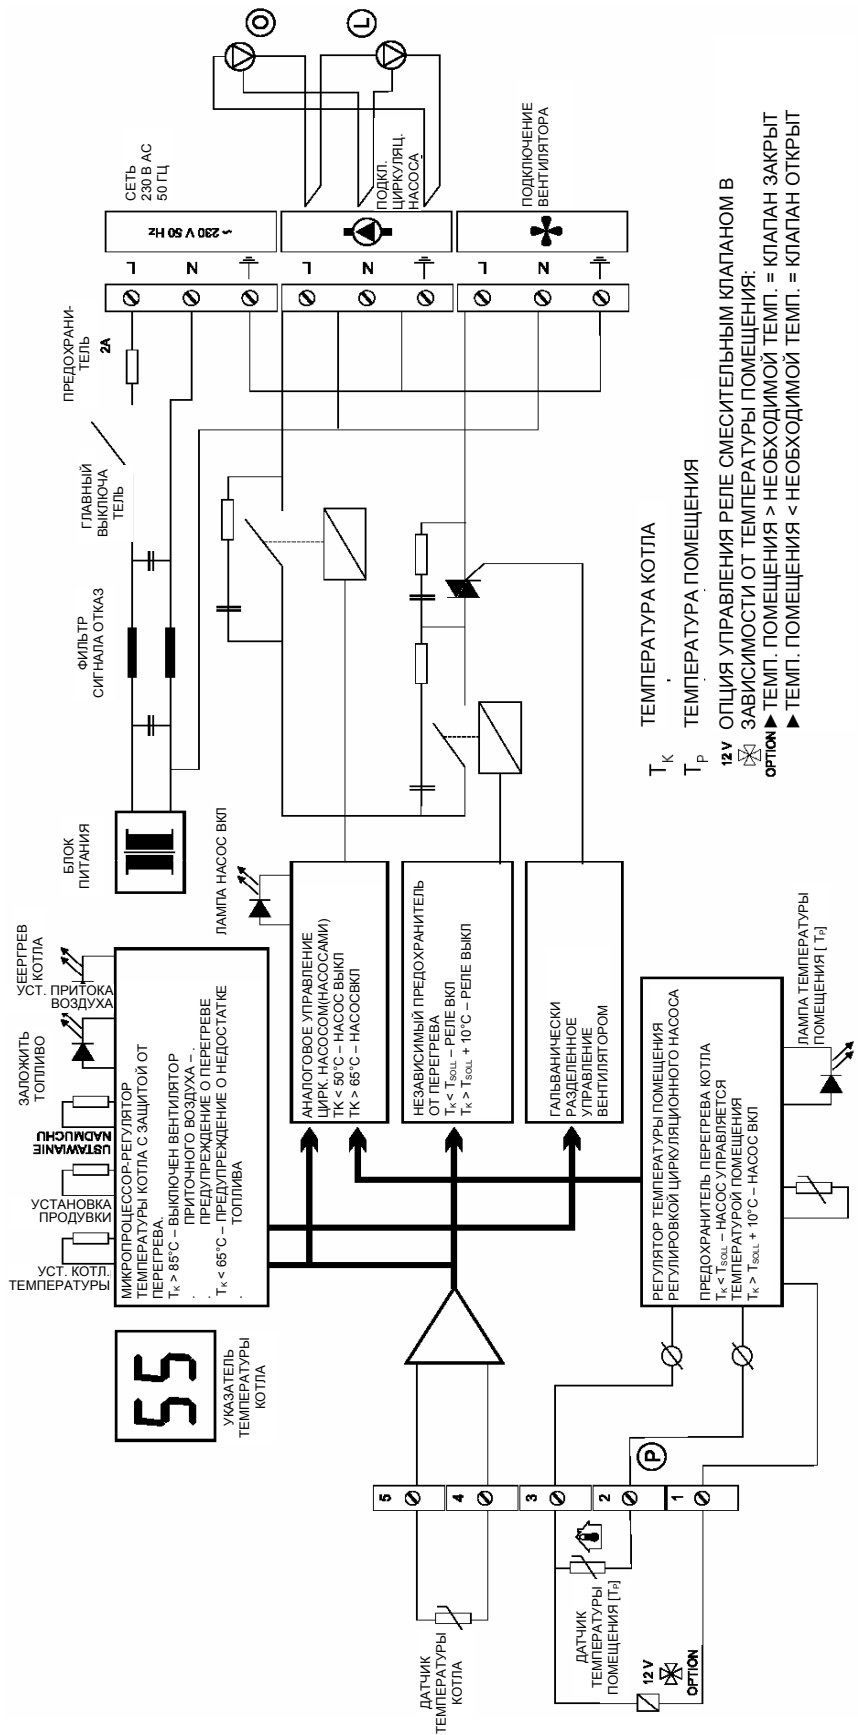 СЕТЬ
230 В AC
50 ГЦ
ПРЕДОХРАНИ-
ТЕЛЬ
2A
ГЛАВНЫЙ
ВЫКЛЮЧА
ТЕЛЬ
ФИЛЬТР
СИГНАЛА ОТКАЗ
БЛОК
ПИТАНИЯ
~ 230 V 50 Hz
L
N
O
L
ПОДКЛ.
ЦИРКУЛЯЦ.
НАСОСА
L
N
ПОДКЛЮЧЕНИЕ
ВЕНТИЛЯТОРА
L
N
УЕЕРГРЕВ
КОТЛА
УСТ. ПРИТОКА
ВОЗДУХА
ЗАЛОЖИТЬ
ТОПЛИВО
USTAWIANIE
NADMUCHU
УСТАНОВКА
ПРОДУВКИ
УСТ. КОТЛ.
ТЕМПЕРАТУРЫ
МИКРОПРОЦЕССОР-РЕГУЛЯТОР
ТЕМПЕРАТУРЫ КОТЛА С ЗАЩИТОЙ ОТ
ПЕРЕГРЕВА.
TK > 85°C – ВЫКЛЮЧЕН ВЕНТИЛЯТОР
ПРИТОЧНОГО ВОЗДУХА – .
. ПРЕДУПРЕЖДЕНИЕ О ПЕРЕГРЕВЕ
TK < 65°C – ПРЕДУПРЕЖДЕНИЕ О НЕДОСТАТКЕ
. ТОПЛИВА
55
УКАЗАТЕЛЬ
ТЕМПЕРАТУРЫ
КОТЛА
ЛАМПА НАСОС ВКЛ
АНАЛОГОВОЕ УПРАВЛЕНИЕ
ЦИРК. НАСОСОМ(НАСОСАМИ)
TK < 50°C – НАСОС ВЫКЛ
TK > 65°C – НАСОСВКЛ
НЕЗАВИСИМЫЙ ПРЕДОХРАНИТЕЛЬ
ОТ ПЕРЕГРЕВА
TK < TSOLL – РЕЛЕ ВКЛ
TK > TSOLL + 10°C – РЕЛЕ ВЫКЛ
ГАЛЬВАНИЧЕСКИ
РАЗДЕЛЕННОЕ
УПРАВЛЕНИЕ
ВЕНТИЛЯТОРОМ
РЕГУЛЯТОР ТЕМПЕРАТУРЫ ПОМЕЩЕНИЯ
РЕГУЛИРОВКОЙ ЦИРКУЛЯЦИОННОГО НАСОСА
ПРЕДОХРАНИТЕЛЬ ПЕРЕГРЕВА КОТЛА
TK < TSOLL – НАСОС УПРАВЛЯЕТСЯ
ТЕМПЕРАТУРОЙ ПОМЕЩЕНИЯ
TK > TSOLL + 10°C – НАСОС ВКЛ
ЛАМПА ТЕМПЕРАТУРЫ
ПОМЕЩЕНИЯ [ TP]
5
4
3
2
1
P
ДАТЧИК
ТЕМПЕРАТУРЫ
КОТЛА
ДАТЧИК
ТЕМПЕРАТУРЫ
ПОМЕЩЕНИЯ [TP]
12 V
OPTION
TK ТЕМПЕРАТУРА КОТЛА
TP ТЕМПЕРАТУРА ПОМЕЩЕНИЯ
12 V ОПЦИЯ УПРАВЛЕНИЯ РЕЛЕ СМЕСИТЕЛЬНЫМ КЛАПАНОМ В
ЗАВИСИМОСТИ ОТ ТЕМПЕРАТУРЫ ПОМЕЩЕНИЯ:
OPTION ▶ ТЕМП. ПОМЕЩЕНИЯ > НЕОБХОДИМОЙ ТЕМП. = КЛАПАН ЗАКРЫТ
▶ ТЕМП. ПОМЕЩЕНИЯ < НЕОБХОДИМОЙ ТЕМП. = КЛАПАН ОТКРЫТ